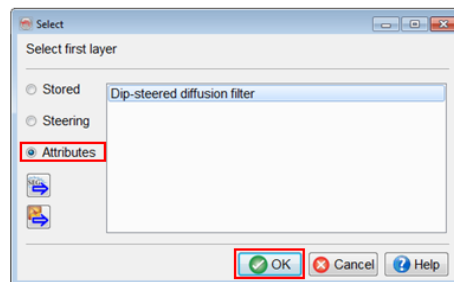 Select
Select first layer
Stored
Dip-steered diffusion filter
Steering
Attributes
OK
Cancel
Help